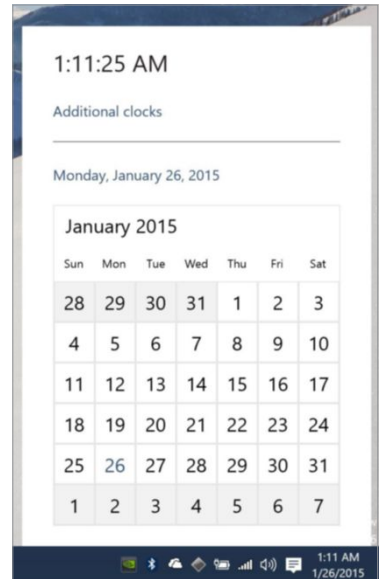 1:11:25 AM
Additional clocks
Monday, January 26, 2015
January 2015
Sun Mon Tue Wed Thu Fri Sat
28 29 30 31 1 2 3
4 5 6 7 8 9 10
11 12 13 14 15 16 17
18 19 20 21 22 23 24
25 26 27 28 29 30 31
1 2 3 4 5 6 7
1:11 AM
1/26/2015